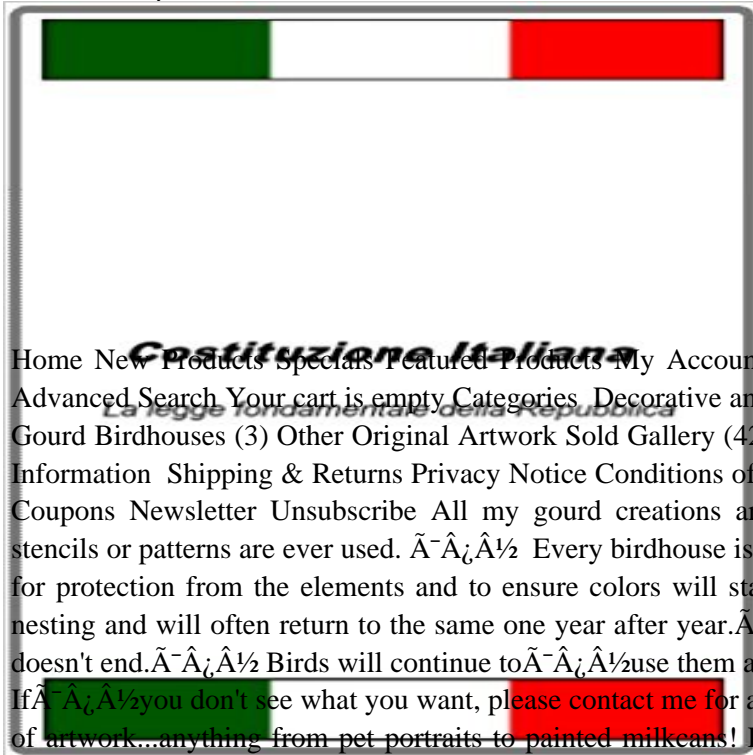 Costituzione Italiana
Home New Products Specials Featured Products My Accoun
La legge fondamentale della Repubblica
Advanced Search Your cart is empty Categories Decorative an
Gourd Birdhouses (3) Other Original Artwork Sold Gallery (42
Information Shipping & Returns Privacy Notice Conditions of
Coupons Newsletter Unsubscribe All my gourd creations ar
stencils or patterns are ever used. Ã¯Â¿Â½ Every birdhouse is
for protection from the elements and to ensure colors will sta
nesting and will often return to the same one year after year.Ã
doesn't end.Ã¯Â¿Â½ Birds will continue toÃ¯Â¿Â½use them a
IfÃ¯Â¿Â½you don't see what you want, please contact me for a
of artwork...anything from pet portraits to painted milkcans!